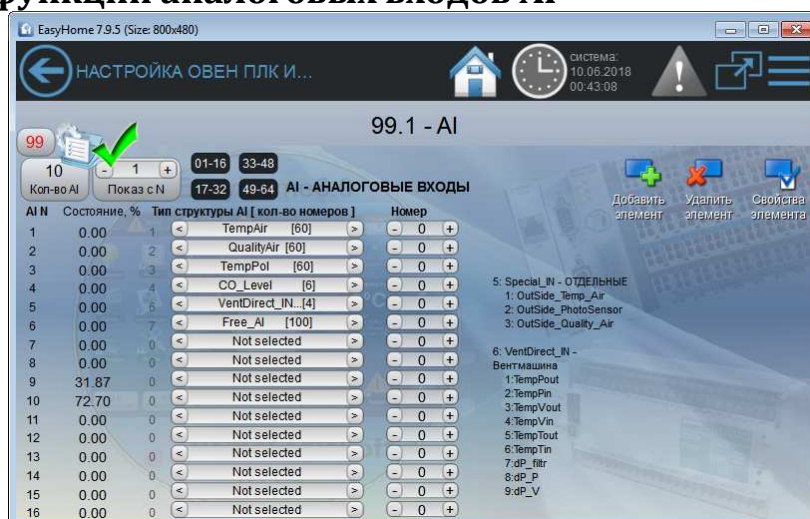 функции аналоговых входов AI
EasyHome 7.9.5 (Size: 800x480)
НАСТРОЙКА ОВЕН ПЛК И...
система:
10.06.2018
00:43:08
99.1 - AI
99
10
Кол-во AI
- 1 +
Показ с N
01-16 33-48
17-32 49-64
AI - АНАЛОГОВЫЕ ВХОДЫ
Добавить элемент
Удалить элемент
Свойства элемента
AI N Состояние, % Тип структуры AI [ кол-во номеров ] Номер
1 0.00 1 < TempAir [60] > - 0 +
2 0.00 2 < QualityAir [60] > - 0 +
3 0.00 3 < TempPol [60] > - 0 +
4 0.00 4 < CO_Level [6] > - 0 +
5 0.00 6 < VentDirect_IN...[4] > - 0 +
6 0.00 7 < Free_AI [100] > - 0 +
7 0.00 0 < Not selected > - 0 +
8 0.00 0 < Not selected > - 0 +
9 31.87 0 < Not selected > - 0 +
10 72.70 0 < Not selected > - 0 +
11 0.00 0 < Not selected > - 0 +
12 0.00 0 < Not selected > - 0 +
13 0.00 0 < Not selected > - 0 +
14 0.00 0 < Not selected > - 0 +
15 0.00 0 < Not selected > - 0 +
16 0.00 0 < Not selected > - 0 +
5: Special_IN - ОТДЕЛЬНЫЕ
1: OutSide_Temp_Air
2: OutSide_PhotoSensor
3: OutSide_Quality_Air
6: VentDirect_IN -
Вентмашина
1:TempPout
2:TempPin
3:TempVout
4:TempVin
5:TempTout
6:TempTin
7:dP_filtr
8:dP_P
9:dP_V